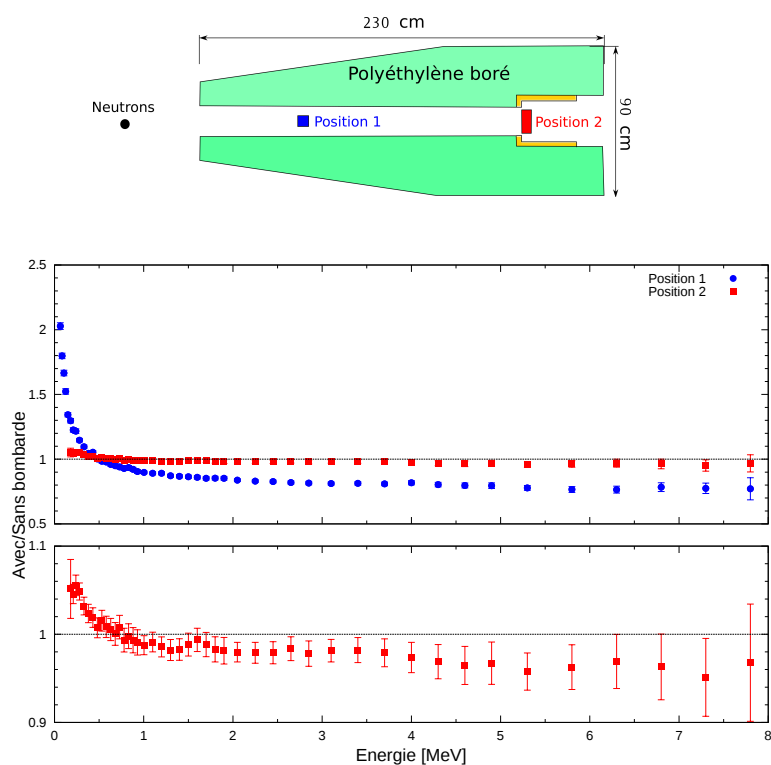 230 cm
Polyéthylène boré
Neutrons
Position 1
Position 2
90 cm
2.5
2
1.5
1
0.5
Position 1
Position 2
Avec/Sans bombarde
1.1
1
0.9
0 1 2 3 4 5 6 7 8
Energie [MeV]